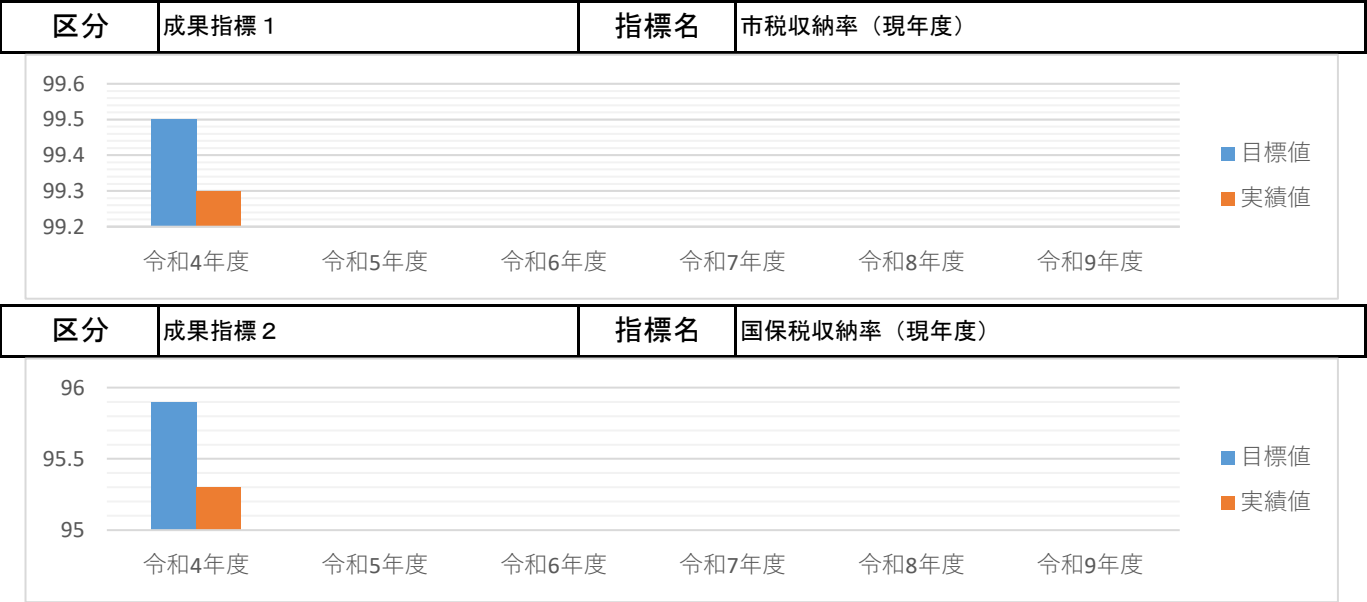 区分 成果指標1 指標名 市税収納率（現年度）
99.6
99.5
99.4
99.3
99.2
令和4年度 令和5年度 令和6年度 令和7年度 令和8年度 令和9年度
目標値
実績値
区分 成果指標2 指標名 国保税収納率（現年度）
96
95.5
95
令和4年度 令和5年度 令和6年度 令和7年度 令和8年度 令和9年度
目標値
実績値